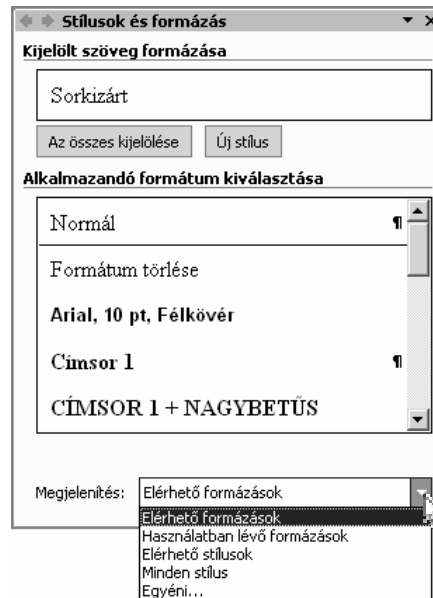 Stílusok és formázás
Kijelölt szöveg formázása
Sorkizárt
Az összes kijelölése Új stílus
Alkalmazandó formátum kiválasztása
Normál ¶
Formátum törlése
Arial, 10 pt, Félkövér
Címsor 1 ¶
CÍMSOR 1 + NAGYBETŰS
Megjelenítés: Elérhető formázások
Elérhető formázások
Használatban lévő formázások
Elérhető stílusok
Minden stílus
Egyéni...